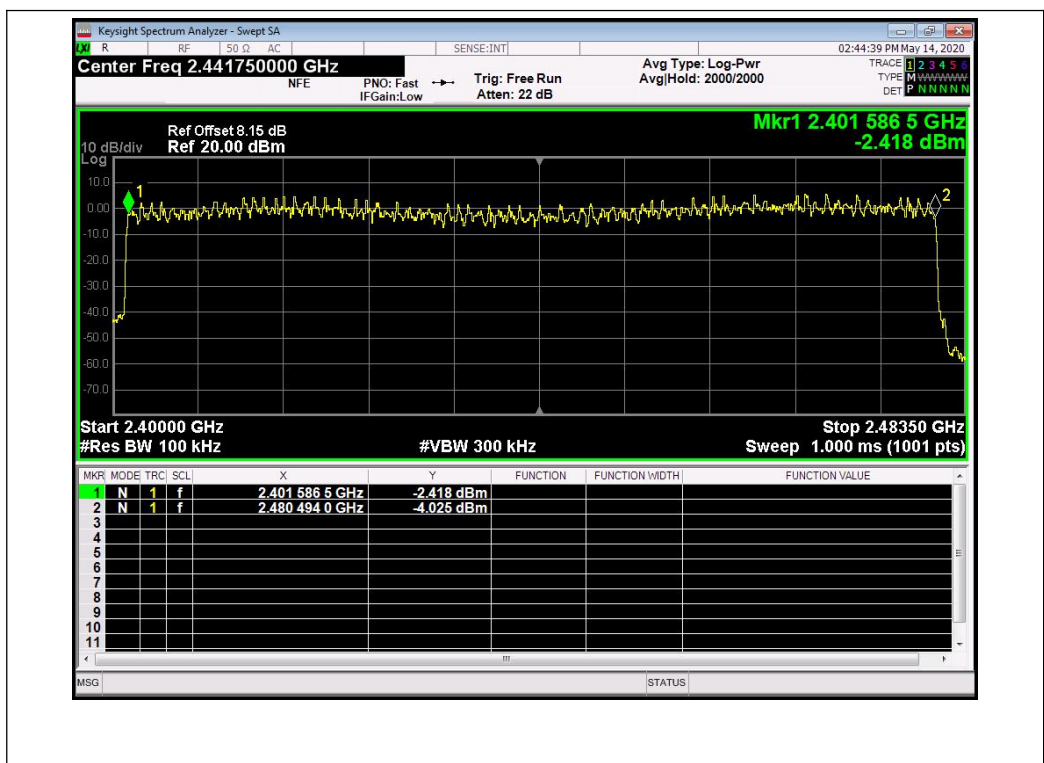 Keysight Spectrum Analyzer - Swept SA
LXI R RF 50 Ω AC SENSE:INT 02:44:39 PM May 14, 2020
Center Freq 2.441750000 GHz Avg Type: Log-Pwr TRACE 1 2 3 4 5 6
NFE PNO: Fast Trig: Free Run Avg|Hold: 2000/2000 TYPE M
IFGain:Low Atten: 22 dB DET P N N N N N
Mkr1 2.401 586 5 GHz
Ref Offset 8.15 dB
10 dB/div Ref 20.00 dBm -2.418 dBm
Log
10.0
1
2
0.00
-10.0
-20.0
-30.0
-40.0
-50.0
-60.0
-70.0
Start 2.40000 GHz Stop 2.48350 GHz
#Res BW 100 kHz #VBW 300 kHz Sweep 1.000 ms (1001 pts)
MKR MODE TRC SCL X Y FUNCTION FUNCTION WIDTH FUNCTION VALUE
1 N 1 f 2.401 586 5 GHz -2.418 dBm
2 N 1 f 2.480 494 0 GHz -4.025 dBm
3
4
5
6
7
8
9
10
11
MSG STATUS